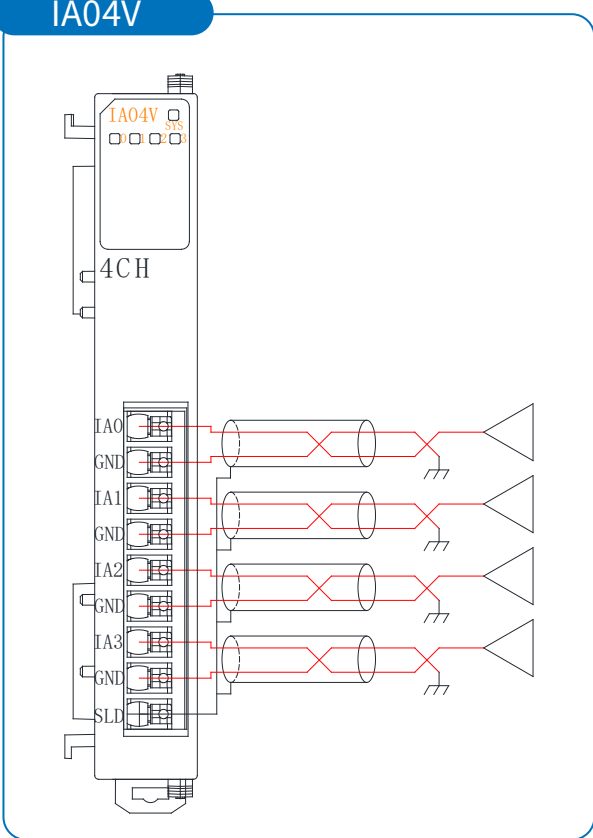 IA04V
IA04V
SYS
0 1 2 3
4CH
IA0
GND
IA1
GND
IA2
GND
IA3
GND
SLD